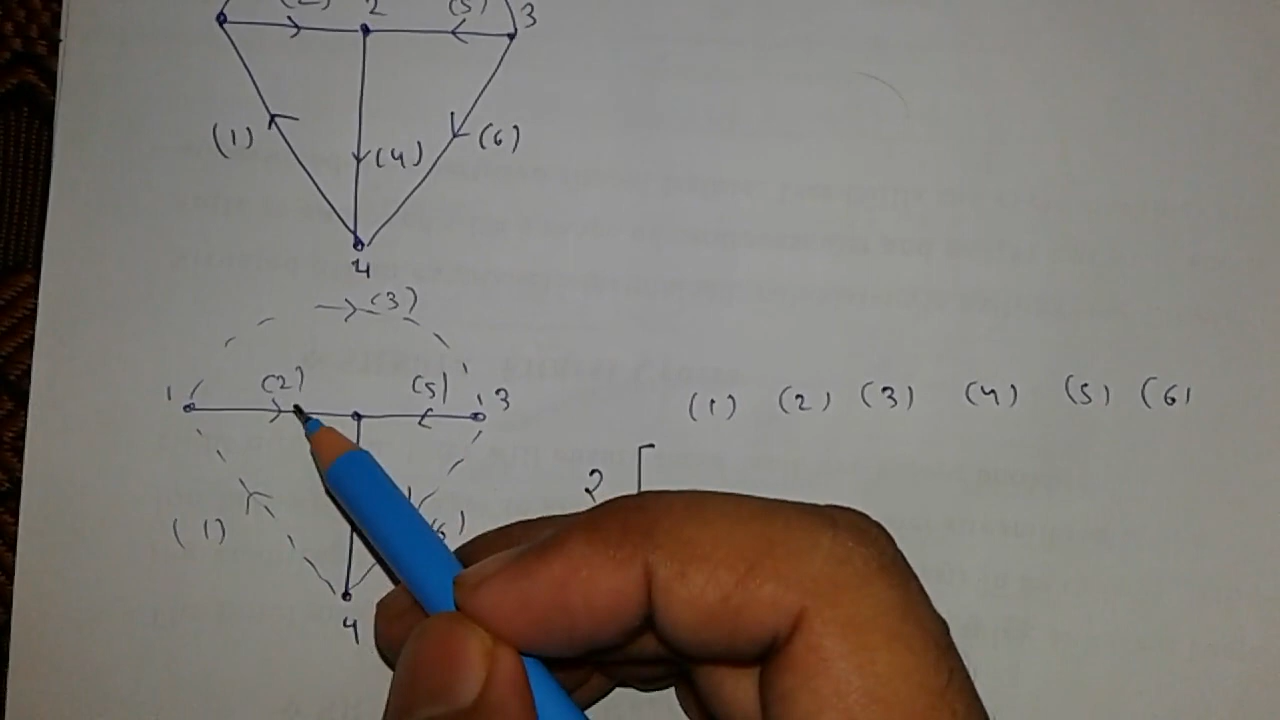 (2) 2 (5) 3
(1) (4) (6)
4
(3)
1 (2) (5) 3
(1) (2) (3) (4) (5) (6)
2 [
(1) 6)
4